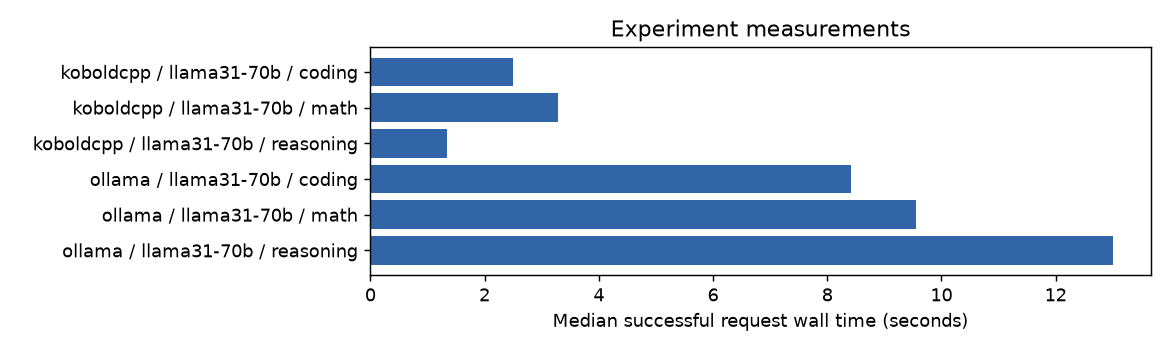 Experiment measurements
koboldcpp / llama31-70b / coding
koboldcpp / llama31-70b / math
koboldcpp / llama31-70b / reasoning
ollama / llama31-70b / coding
ollama / llama31-70b / math
ollama / llama31-70b / reasoning
0 2 4 6 8 10 12
Median successful request wall time (seconds)